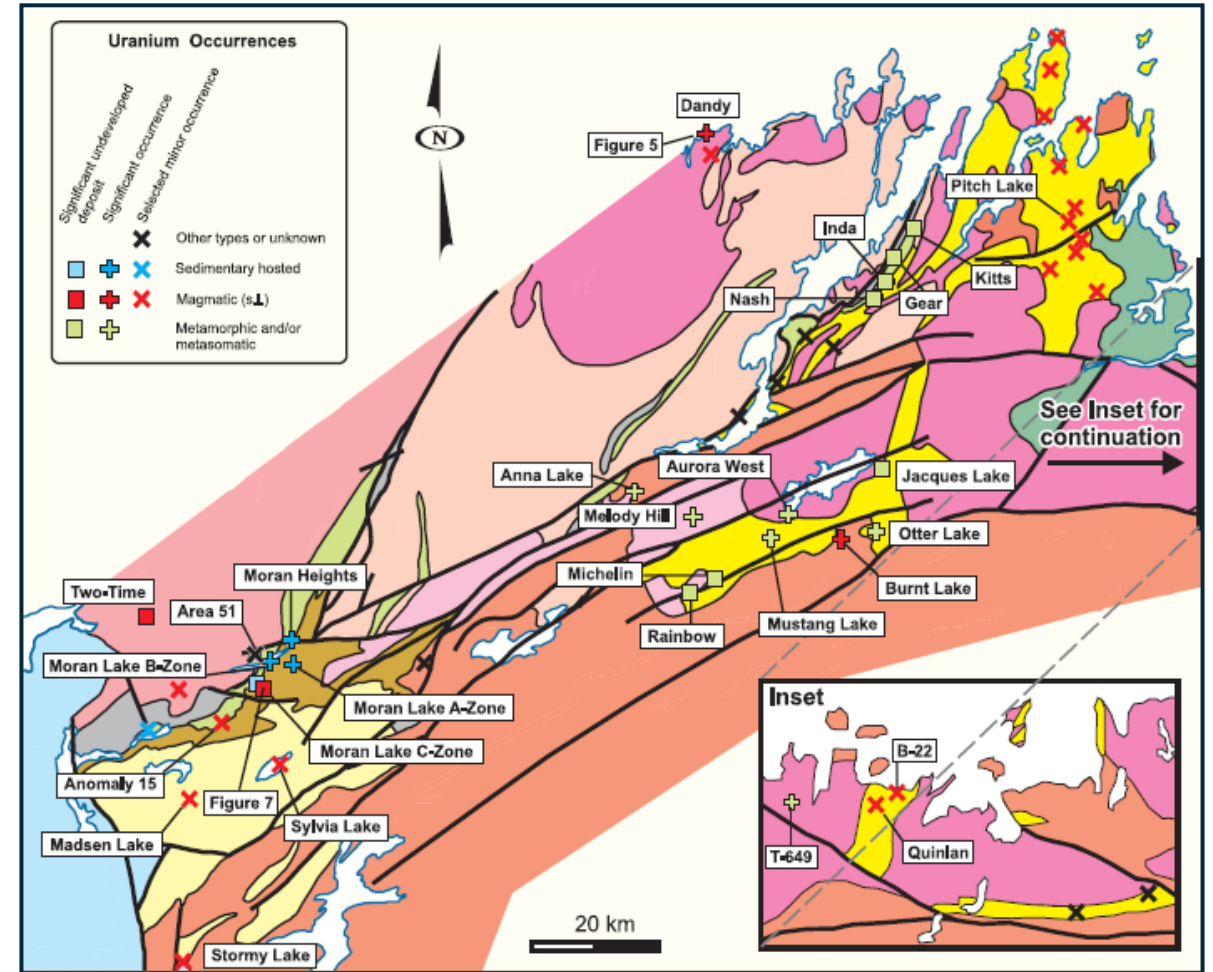 Uranium Occurrences
Significant undeveloped
deposit
Significant occurrence
Selected minor occurrence
Other types or unknown
Sedimentary hosted
Magmatic (s⊥)
Metamorphic and/or
metasomatic
N
Dandy
Figure 5
Pitch Lake
Inda
Kitts
Nash
Gear
See Inset for
continuation
Anna Lake
Aurora West
Jacques Lake
Melody Hill
Otter Lake
Moran Heights
Michelin
Burnt Lake
Two-Time
Area 51
Rainbow
Mustang Lake
Moran Lake B-Zone
Moran Lake A-Zone
Moran Lake C-Zone
Anomaly 15
Figure 7
Sylvia Lake
Madsen Lake
Stormy Lake
20 km
Inset
B-22
T-649
Quinlan